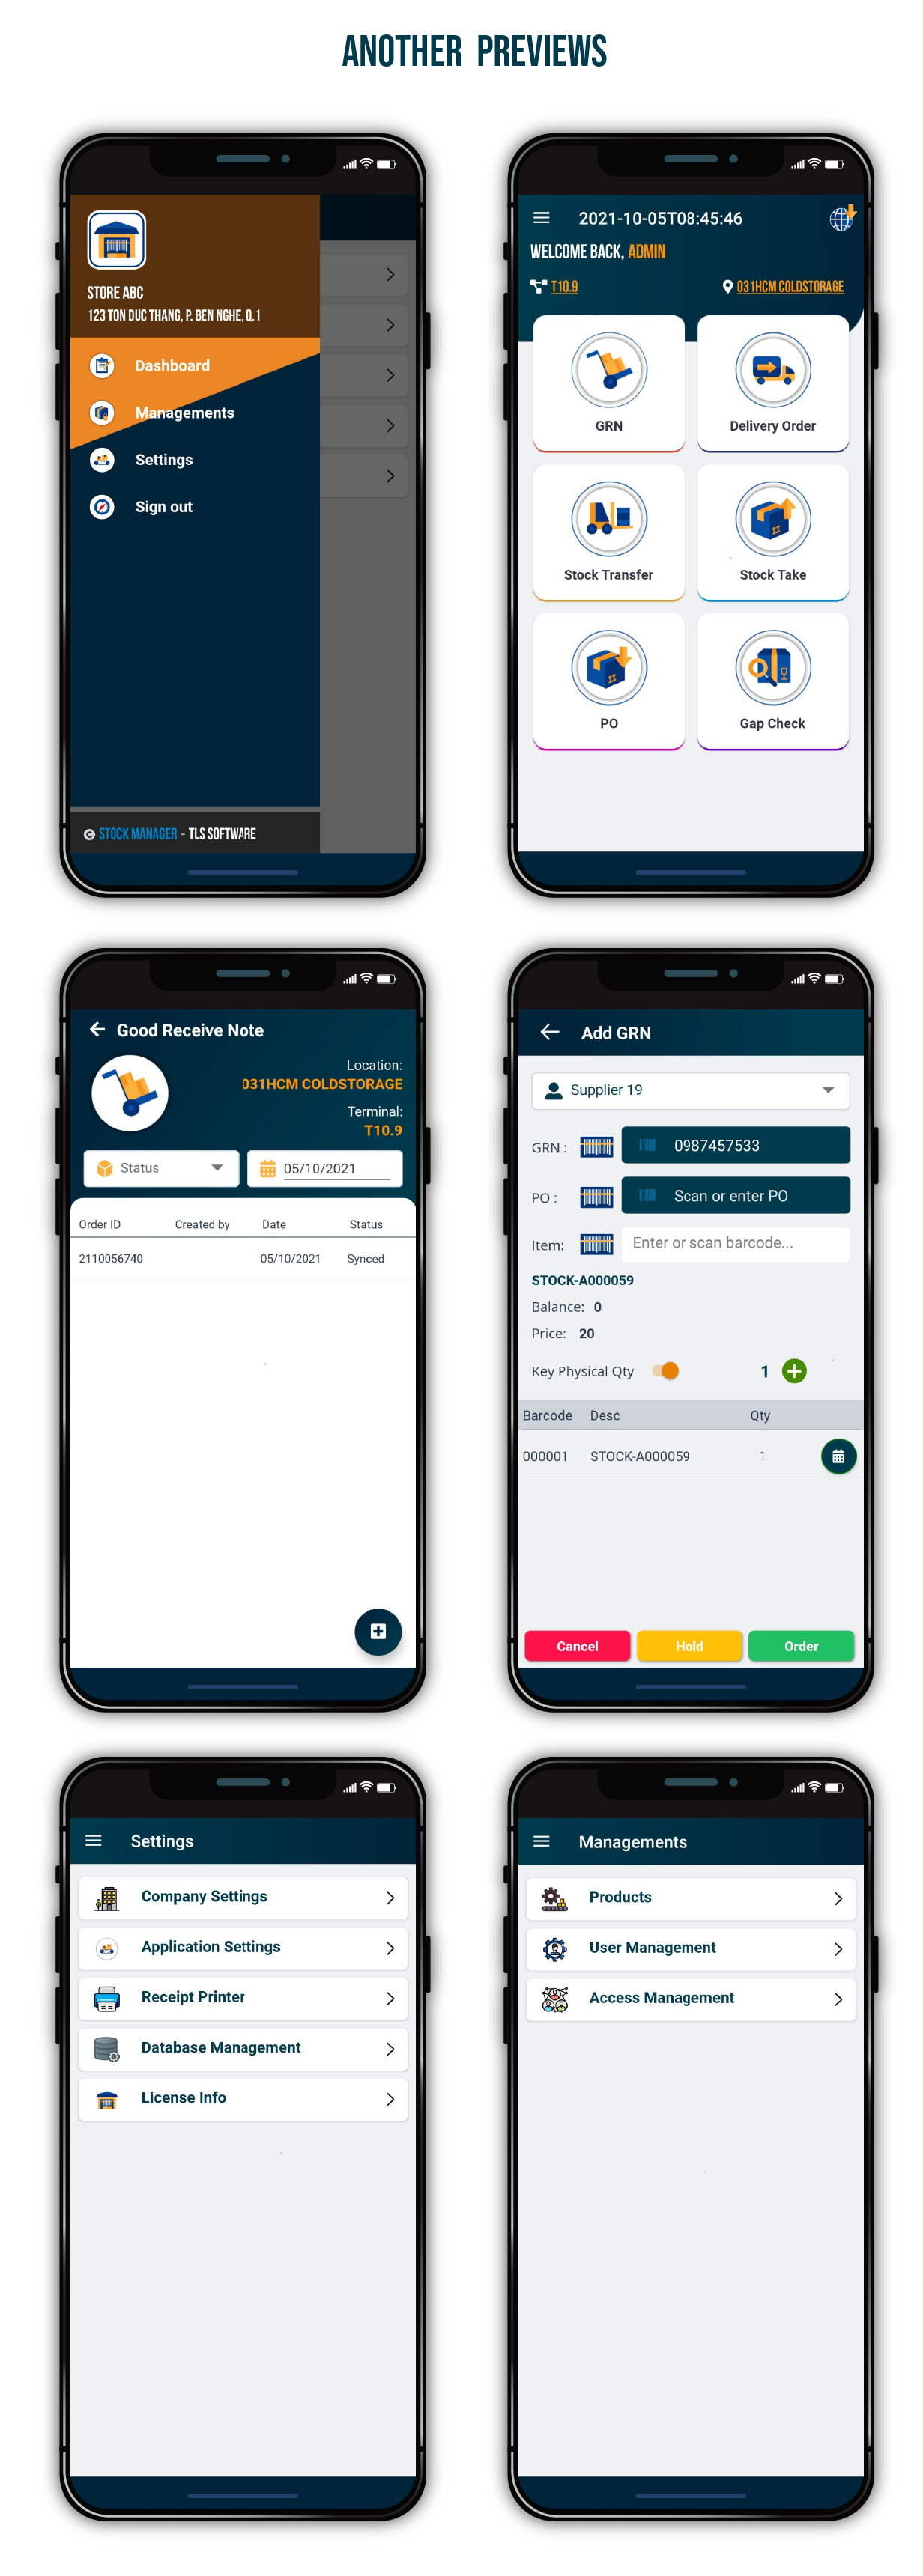 ANOTHER PREVIEWS
STORE ABC
123 TON DUC THANG, P. BEN NGHE, Q.1
Dashboard
Managements
Settings
Sign out
STOCK MANAGER - TLS SOFTWARE
2021-10-05T08:45:46
WELCOME BACK, ADMIN
T10.9 031HCM COLDSTORAGE
GRN Delivery Order
Stock Transfer Stock Take
PO Gap Check
Good Receive Note
Location:
031HCM COLDSTORAGE
Terminal:
T10.9
Status 05/10/2021
Order ID Created by Date Status
2110056740 05/10/2021 Synced
Add GRN
Supplier 19
GRN : 0987457533
PO : Scan or enter PO
Item: Enter or scan barcode...
STOCK-A000059
Balance: 0
Price: 20
Key Physical Qty 1
Barcode Desc Qty
000001 STOCK-A000059 1
Cancel Hold Order
Settings
Company Settings
Application Settings
Receipt Printer
Database Management
License Info
Managements
Products
User Management
Access Management